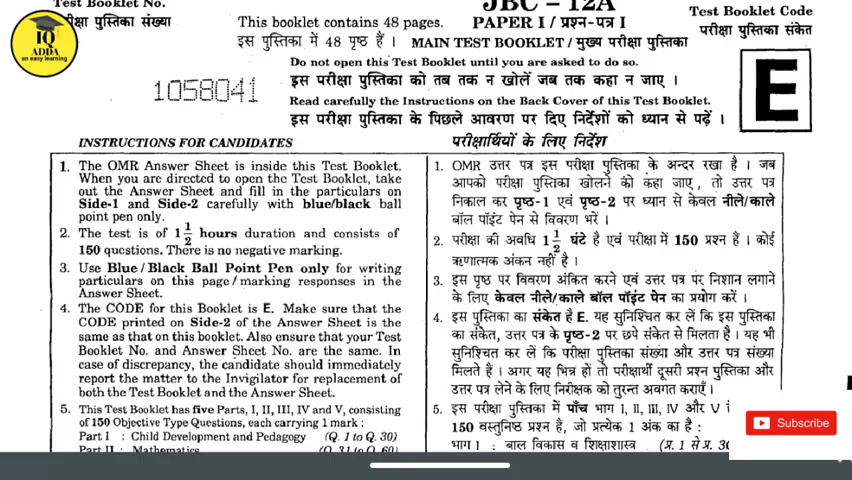 Test Booklet No.
परीक्षा पुस्तिका संख्या
IQ
ADDA
an easy learning
1058041
JBC – 12A
This booklet contains 48 pages.
PAPER I / प्रश्न-पत्र I
इस पुस्तिका में 48 पृष्ठ हैं ।
MAIN TEST BOOKLET / मुख्य परीक्षा पुस्तिका
Do not open this Test Booklet until you are asked to do so.
इस परीक्षा पुस्तिका को तब तक न खोलें जब तक कहा न जाए ।
Read carefully the Instructions on the Back Cover of this Test Booklet.
इस परीक्षा पुस्तिका के पिछले आवरण पर दिए निर्देशों को ध्यान से पढ़ें ।
Test Booklet Code
परीक्षा पुस्तिका संकेत
E
INSTRUCTIONS FOR CANDIDATES
1. The OMR Answer Sheet is inside this Test Booklet.
When you are directed to open the Test Booklet, take
out the Answer Sheet and fill in the particulars on
Side-1 and Side-2 carefully with blue/black ball
point pen only.
2. The test is of 1 1/2 hours duration and consists of
150 questions. There is no negative marking.
3. Use Blue / Black Ball Point Pen only for writing
particulars on this page / marking responses in the
Answer Sheet.
4. The CODE for this Booklet is E. Make sure that the
CODE printed on Side-2 of the Answer Sheet is the
same as that on this booklet. Also ensure that your Test
Booklet No. and Answer Sheet No. are the same. In
case of discrepancy, the candidate should immediately
report the matter to the Invigilator for replacement of
both the Test Booklet and the Answer Sheet.
5. This Test Booklet has five Parts, I, II, III, IV and V, consisting
of 150 Objective Type Questions, each carrying 1 mark :
Part I : Child Development and Pedagogy (Q. 1 to Q. 30)
Part II : Mathematics (Q. 31 to Q. 60)
परीक्षार्थियों के लिए निर्देश
1. OMR उत्तर पत्र इस परीक्षा पुस्तिका के अन्दर रखा है । जब
आपको परीक्षा पुस्तिका खोलने को कहा जाए, तो उत्तर पत्र
निकाल कर पृष्ठ-1 एवं पृष्ठ-2 पर ध्यान से केवल नीले/काले
बॉल पॉइंट पेन से विवरण भरें ।
2. परीक्षा की अवधि 1 1/2 घंटे है एवं परीक्षा में 150 प्रश्न हैं । कोई
ऋणात्मक अंकन नहीं है ।
3. इस पृष्ठ पर विवरण अंकित करने एवं उत्तर पत्र पर निशान लगाने
के लिए केवल नीले/काले बॉल पॉइंट पेन का प्रयोग करें ।
4. इस पुस्तिका का संकेत है E. यह सुनिश्चित कर लें कि इस पुस्तिका
का संकेत, उत्तर पत्र के पृष्ठ-2 पर छपे संकेत से मिलता है । यह भी
सुनिश्चित कर लें कि परीक्षा पुस्तिका संख्या और उत्तर पत्र संख्या
मिलते हैं । अगर यह भिन्न हों तो परीक्षार्थी दूसरी प्रश्न पुस्तिका और
उत्तर पत्र लेने के लिए निरीक्षक को तुरन्त अवगत कराएँ ।
5. इस परीक्षा पुस्तिका में पाँच भाग I, II, III, IV और V
150 वस्तुनिष्ठ प्रश्न हैं, जो प्रत्येक 1 अंक का है :
भाग I : बाल विकास व शिक्षाशास्त्र (प्र. 1 से प्र. 30
Subscribe